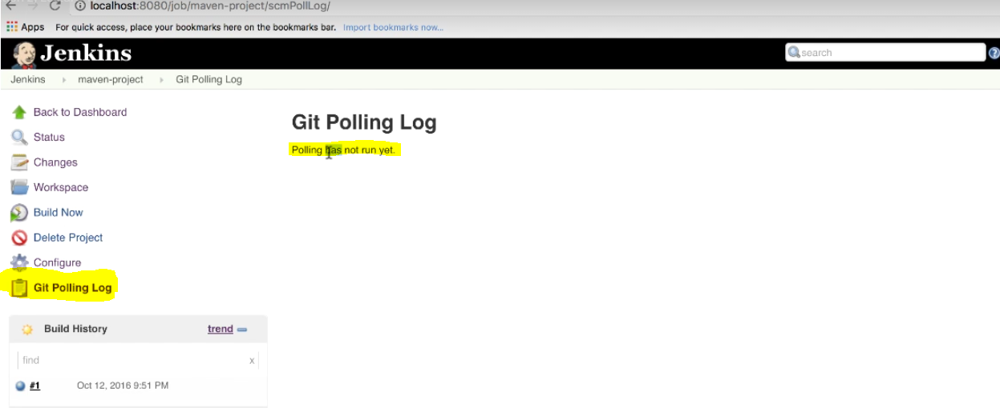 localhost:8080/job/maven-project/scmPollLog/
Apps For quick access, place your bookmarks here on the bookmarks bar. Import bookmarks now...
Jenkins
search
?
Jenkins maven-project Git Polling Log
Back to Dashboard
Status
Changes
Workspace
Build Now
Delete Project
Configure
Git Polling Log
Git Polling Log
Polling has not run yet.
Build History trend
find x
#1 Oct 12, 2016 9:51 PM